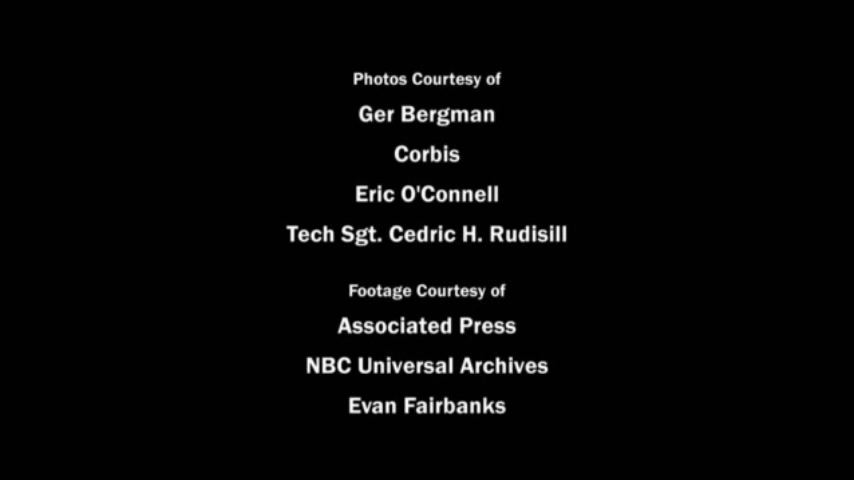 Photos Courtesy of
Ger Bergman
Corbis
Eric O'Connell
Tech Sgt. Cedric H. Rudisill
Footage Courtesy of
Associated Press
NBC Universal Archives
Evan Fairbanks